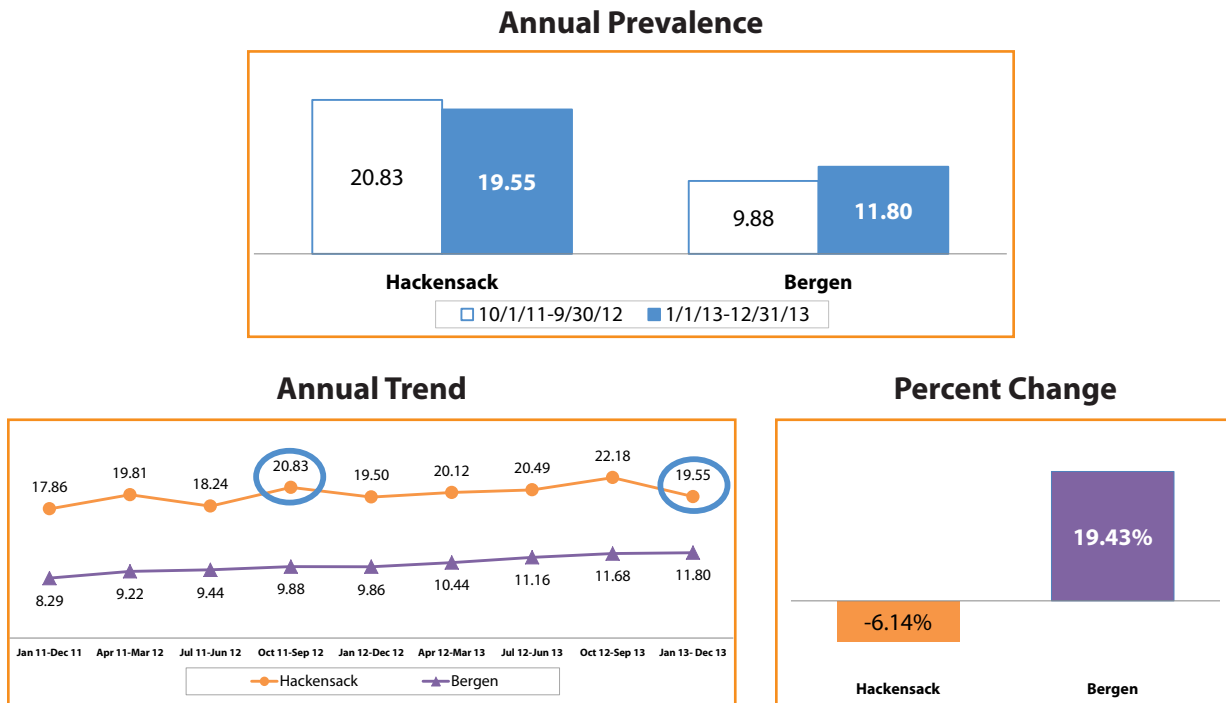 Annual Prevalence
20.83
19.55
9.88
11.80
Hackensack
Bergen
10/1/11-9/30/12 1/1/13-12/31/13
Annual Trend
17.86 19.81 18.24 20.83 19.50 20.12 20.49 22.18 19.55
8.29 9.22 9.44 9.88 9.86 10.44 11.16 11.68 11.80
Jan 11-Dec 11 Apr 11-Mar 12 Jul 11-Jun 12 Oct 11-Sep 12 Jan 12-Dec 12 Apr 12-Mar 13 Jul 12-Jun 13 Oct 12-Sep 13 Jan 13- Dec 13
Hackensack Bergen
Percent Change
19.43%
-6.14%
Hackensack Bergen